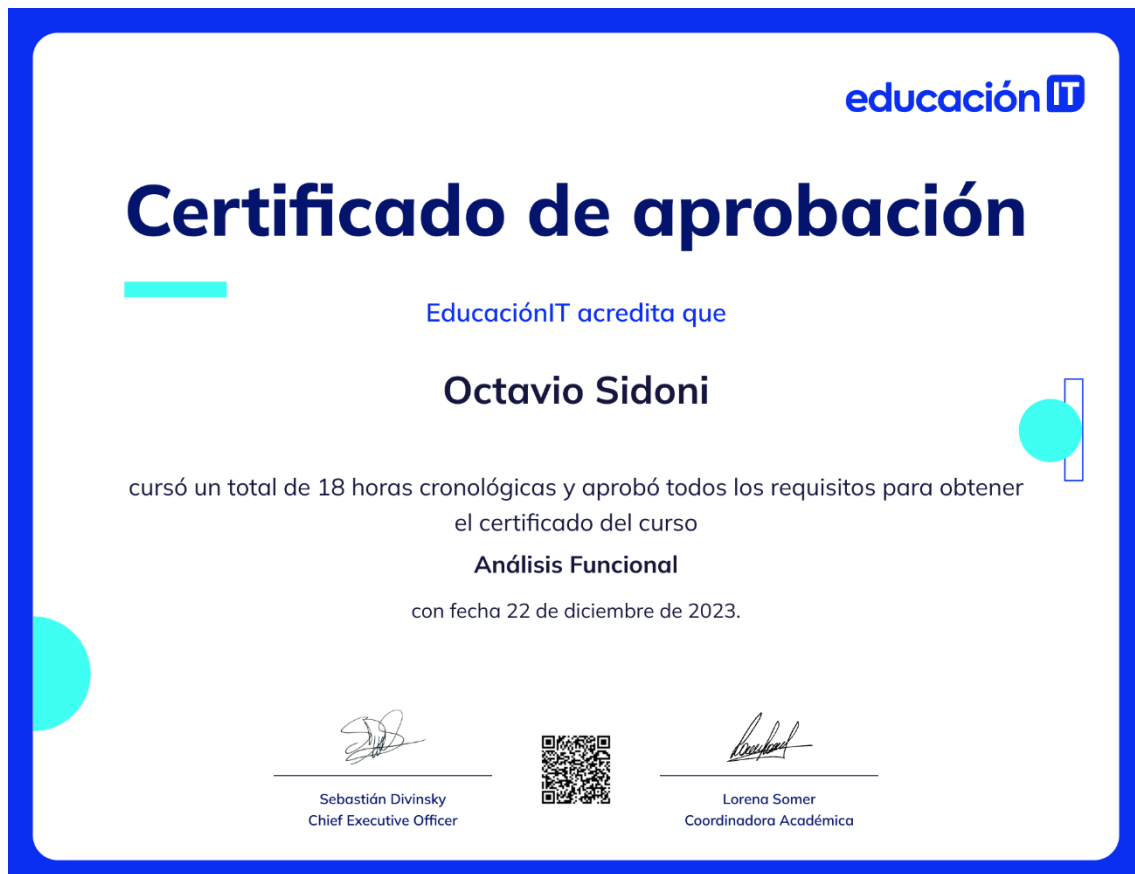 educación IT
Certificado de aprobación
EducaciónIT acredita que
Octavio Sidoni
cursó un total de 18 horas cronológicas y aprobó todos los requisitos para obtener
el certificado del curso
Análisis Funcional
con fecha 22 de diciembre de 2023.
Sebastián Divinsky
Chief Executive Officer
Lorena Somer
Coordinadora Académica